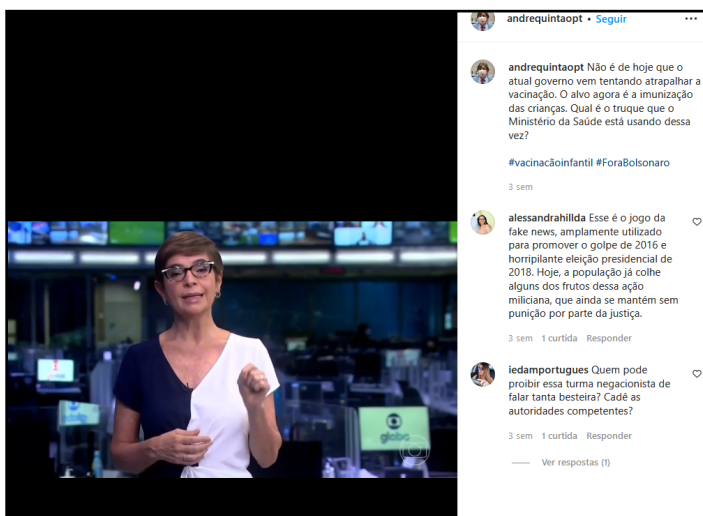 andrequintaopt • Seguir
andrequintaopt Não é de hoje que o
atual governo vem tentando atrapalhar a
vacinação. O alvo agora é a imunização
das crianças. Qual é o truque que o
Ministério da Saúde está usando dessa
vez?
#vacinacãoinfantil #ForaBolsonaro
3 sem
alessandrahillda Esse é o jogo da
fake news, amplamente utilizado
para promover o golpe de 2016 e
horripilante eleição presidencial de
2018. Hoje, a população já colhe
alguns dos frutos dessa ação
miliciana, que ainda se mantém sem
punição por parte da justiça.
3 sem 1 curtida Responder
iedamportugues Quem pode
proibir essa turma negacionista de
falar tanta besteira? Cadê as
autoridades competentes?
3 sem 1 curtida Responder
Ver respostas (1)
globo